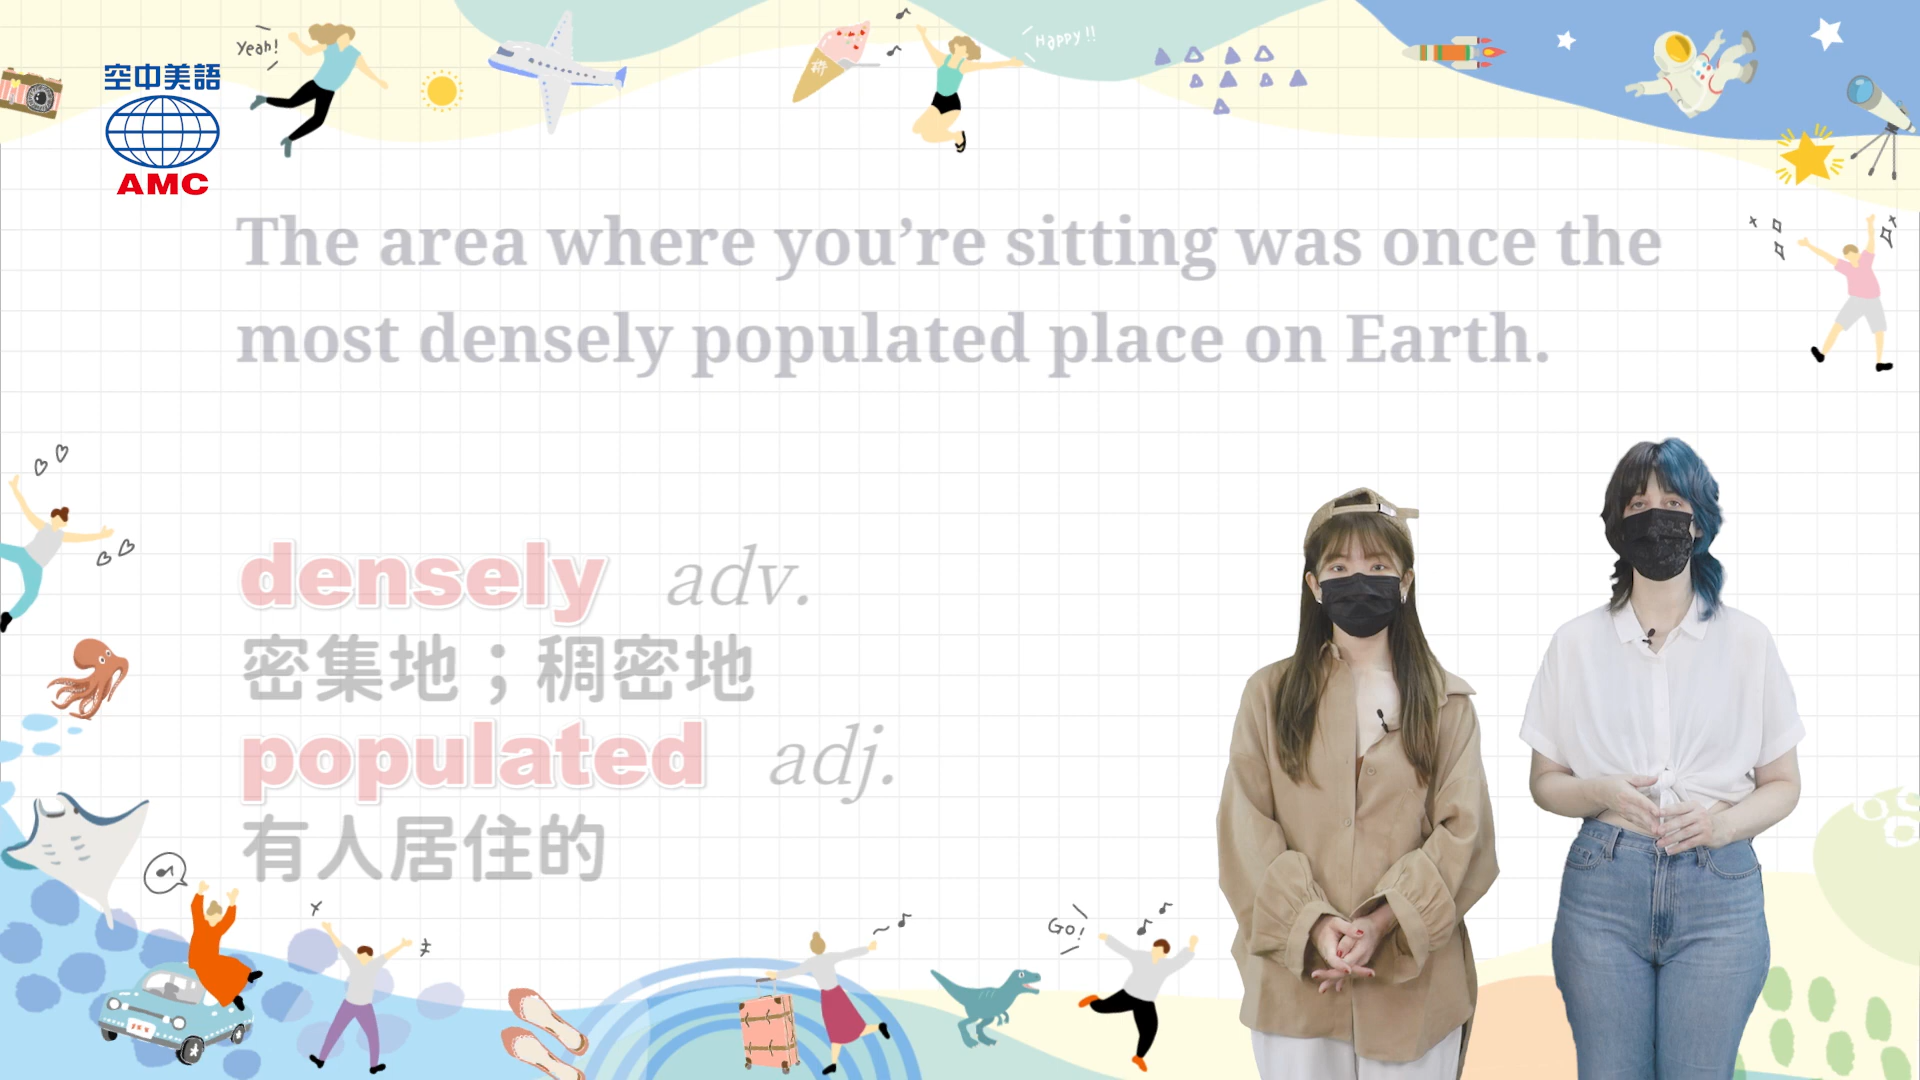 Yeah!
Happy!!
空中美語
AMC
The area where you’re sitting was once the
most densely populated place on Earth.
densely adv.
密集地；稠密地
populated adj.
有人居住的
Go!